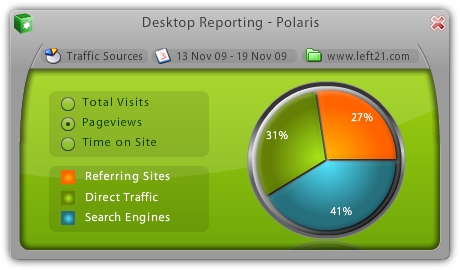 Desktop Reporting - Polaris
Traffic Sources
3
13 Nov 09 - 19 Nov 09
www.left21.com
Total Visits
Pageviews
Time on Site
Referring Sites
Direct Traffic
Search Engines
27%
31%
41%